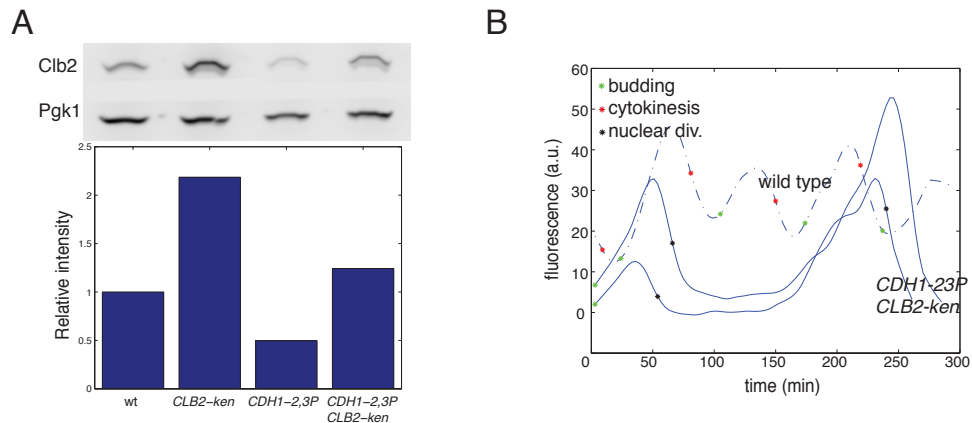 A
Clb2
Pgk1
2.5
2
1.5
1
0.5
0
Relative intensity
wt
CLB2-ken
CDH1-2,3P
CDH1-2,3P
CLB2-ken
B
60
50
40
30
20
10
0
fluorescence (a.u.)
budding
cytokinesis
nuclear div.
wild type
CDH1-23P
CLB2-ken
0 50 100 150 200 250 300
time (min)